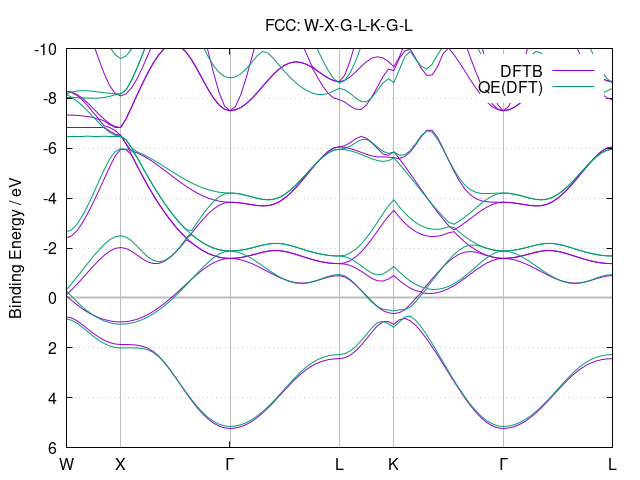 FCC: W-X-G-L-K-G-L
-10
DFTB
QE(DFT)
-8
-6
-4
-2
0
2
4
6
Binding Energy / eV
W X Γ L K Γ L